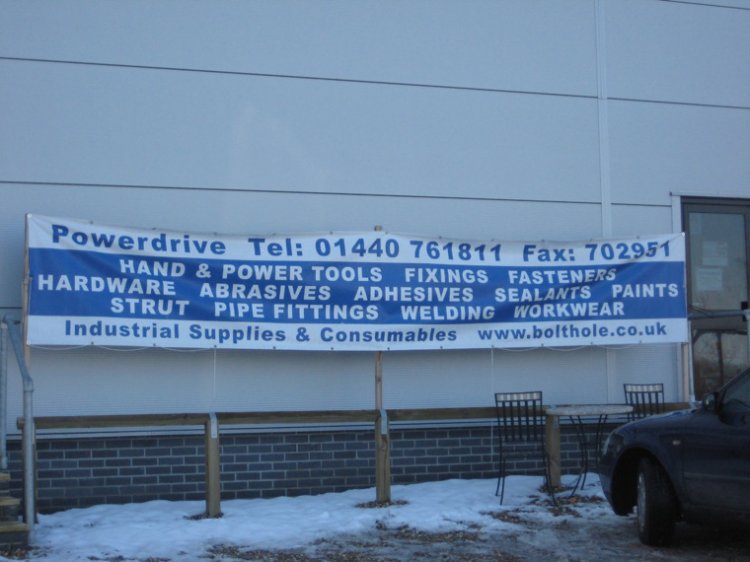 Powerdrive Tel: 01440 761811 Fax: 702951
HAND & POWER TOOLS FIXINGS FASTENERS
HARDWARE ABRASIVES ADHESIVES SEALANTS PAINTS
STRUT PIPE FITTINGS WELDING WORKWEAR
Industrial Supplies & Consumables www.bolthole.co.uk